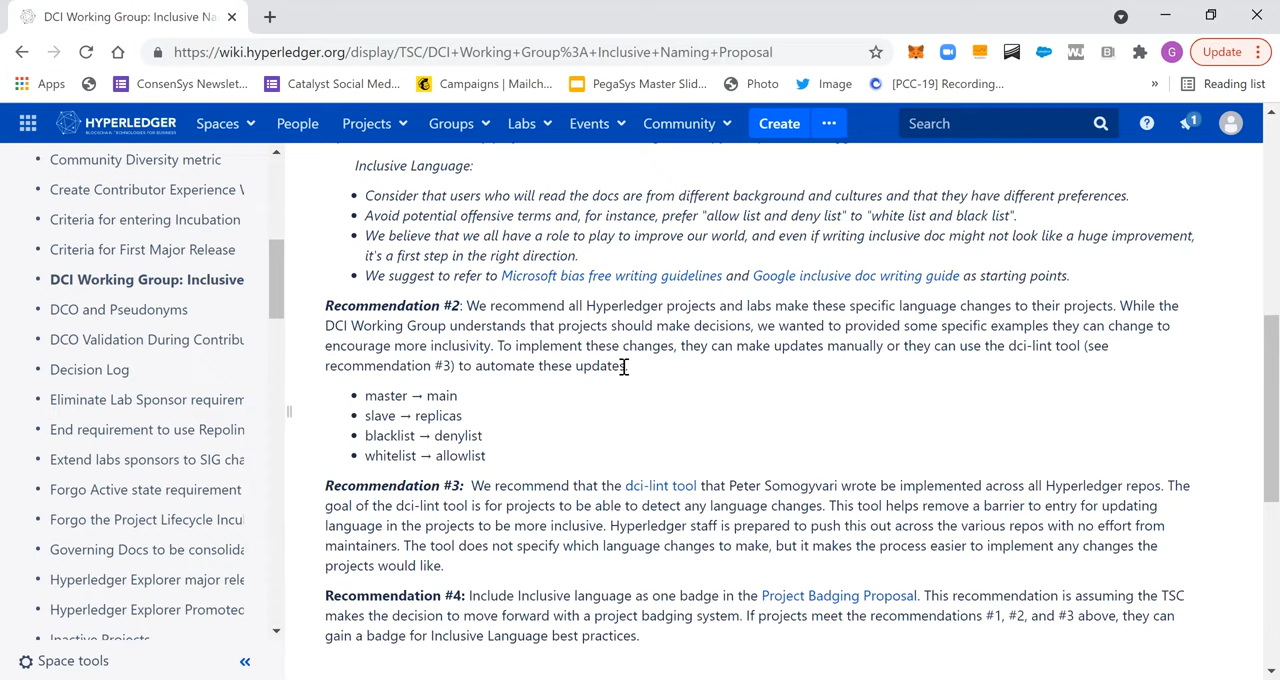 DCI Working Group: Inclusive Na
https://wiki.hyperledger.org/display/TSC/DCI+Working+Group%3A+Inclusive+Naming+Proposal
G
Update
Apps
ConsenSys Newslet...
Catalyst Social Med...
Campaigns | Mailch...
PegaSys Master Slid...
Photo
Image
[PCC-19] Recording...
»
Reading list
HYPERLEDGER
Spaces
People
Projects
Groups
Labs
Events
Community
Create
Search
1
Community Diversity metric
Create Contributor Experience
Criteria for entering Incubation
Criteria for First Major Release
DCI Working Group: Inclusive
DCO and Pseudonyms
DCO Validation During Contribu
Decision Log
Eliminate Lab Sponsor requirem
End requirement to use Repolin
Extend labs sponsors to SIG cha
Forgo Active state requirement
Forgo the Project Lifecycle Incu
Governing Docs to be consolida
Hyperledger Explorer major rele
Hyperledger Explorer Promoted
Inactive Projects
Space tools
«
Inclusive Language:
• Consider that users who will read the docs are from different background and cultures and that they have different preferences.
• Avoid potential offensive terms and, for instance, prefer "allow list and deny list" to "white list and black list".
• We believe that we all have a role to play to improve our world, and even if writing inclusive doc might not look like a huge improvement,
it's a first step in the right direction.
• We suggest to refer to Microsoft bias free writing guidelines and Google inclusive doc writing guide as starting points.
Recommendation #2: We recommend all Hyperledger projects and labs make these specific language changes to their projects. While the
DCI Working Group understands that projects should make decisions, we wanted to provided some specific examples they can change to
encourage more inclusivity. To implement these changes, they can make updates manually or they can use the dci-lint tool (see
recommendation #3) to automate these updates.
• master → main
• slave → replicas
• blacklist → denylist
• whitelist → allowlist
Recommendation #3: We recommend that the dci-lint tool that Peter Somogyvari wrote be implemented across all Hyperledger repos. The
goal of the dci-lint tool is for projects to be able to detect any language changes. This tool helps remove a barrier to entry for updating
language in the projects to be more inclusive. Hyperledger staff is prepared to push this out across the various repos with no effort from
maintainers. The tool does not specify which language changes to make, but it makes the process easier to implement any changes the
projects would like.
Recommendation #4: Include Inclusive language as one badge in the Project Badging Proposal. This recommendation is assuming the TSC
makes the decision to move forward with a project badging system. If projects meet the recommendations #1, #2, and #3 above, they can
gain a badge for Inclusive Language best practices.